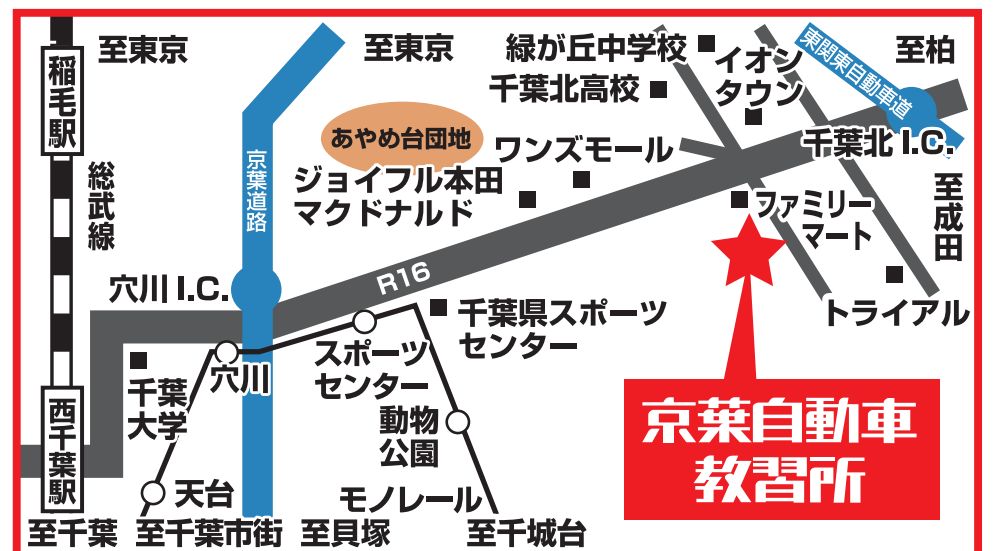 至東京
至東京
緑が丘中学校
イオン
タウン
東関東自動車道
至柏
稲毛駅
千葉北高校
あやめ台団地
ワンズモール
千葉北 I.C.
総武線
京葉道路
ジョイフル本田
マクドナルド
ファミリー
マート
至成田
穴川 I.C.
R16
千葉県スポーツ
センター
トライアル
スポーツ
センター
穴川
千葉
大学
西千葉駅
動物
公園
京葉自動車
教習所
天台
モノレール
至千葉
至千葉市街
至貝塚
至千城台